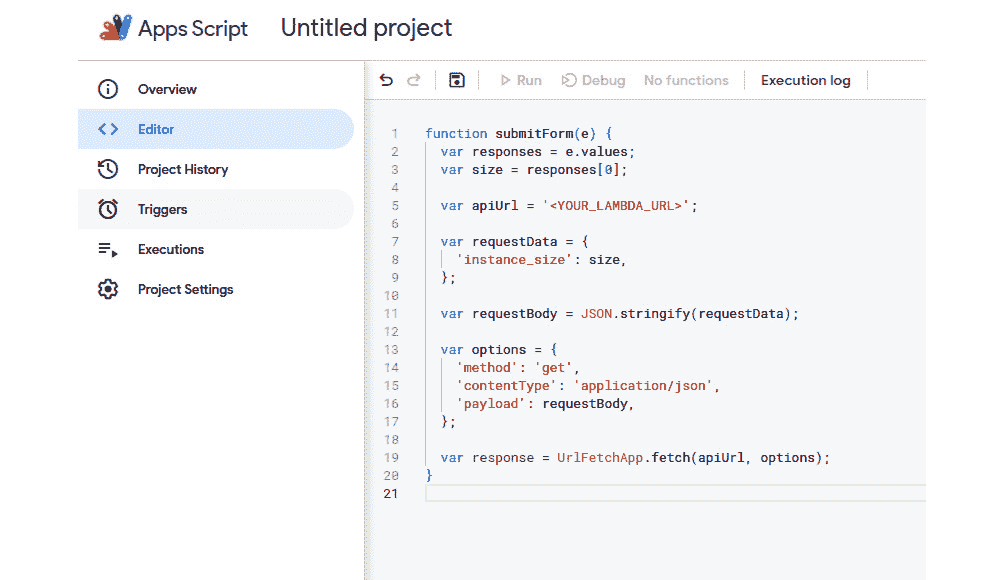 Apps Script Untitled project
Overview
Editor
Project History
Triggers
Executions
Project Settings
Run Debug No functions Execution log
1 function submitForm(e) {
2 var responses = e.values;
3 var size = responses[0];
4
5 var apiUrl = '<YOUR_LAMBDA_URL>';
6
7 var requestData = {
8 'instance_size': size,
9 };
10
11 var requestBody = JSON.stringify(requestData);
12
13 var options = {
14 'method': 'get',
15 'contentType': 'application/json',
16 'payload': requestBody,
17 };
18
19 var response = UrlFetchApp.fetch(apiUrl, options);
20 }
21